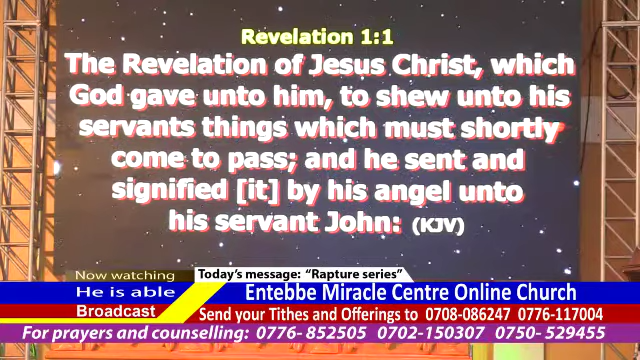 Revelation 1:1
The Revelation of Jesus Christ, which
God gave unto him, to shew unto his
servants things which must shortly
come to pass; and he sent and
signified [it] by his angel unto
his servant John: (KJV)
Now watching
Today's message: "Rapture series"
He is able
Entebbe Miracle Centre Online Church
Broadcast
Send your Tithes and Offerings to 0708-086247 0776-117004
For prayers and counselling: 0776- 852505 0702-150307 0750- 529455